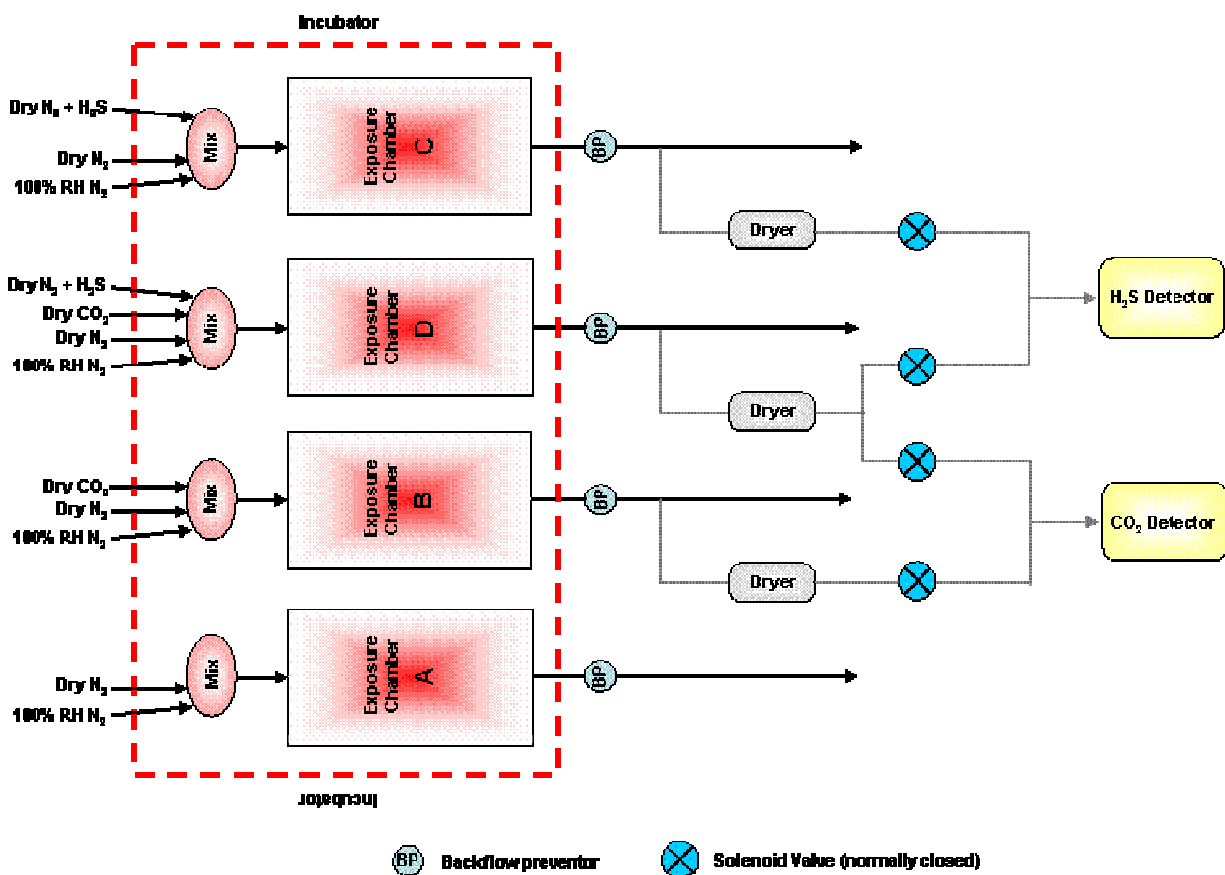 Incubator
Dry N₂ + H₂S
Dry N₂
100% RH N₂
Mix
Exposure
Chamber
C
BP
Dryer
Dry N₂ + H₂S
Dry CO₂
Dry N₂
100% RH N₂
Mix
Exposure
Chamber
D
BP
Dryer
H₂S Detector
Dry CO₂
Dry N₂
100% RH N₂
Mix
Exposure
Chamber
B
BP
Dryer
CO₂ Detector
Dry N₂
100% RH N₂
Mix
Exposure
Chamber
A
BP
Incubator
BP Backflow preventor
Solenoid Value (normally closed)